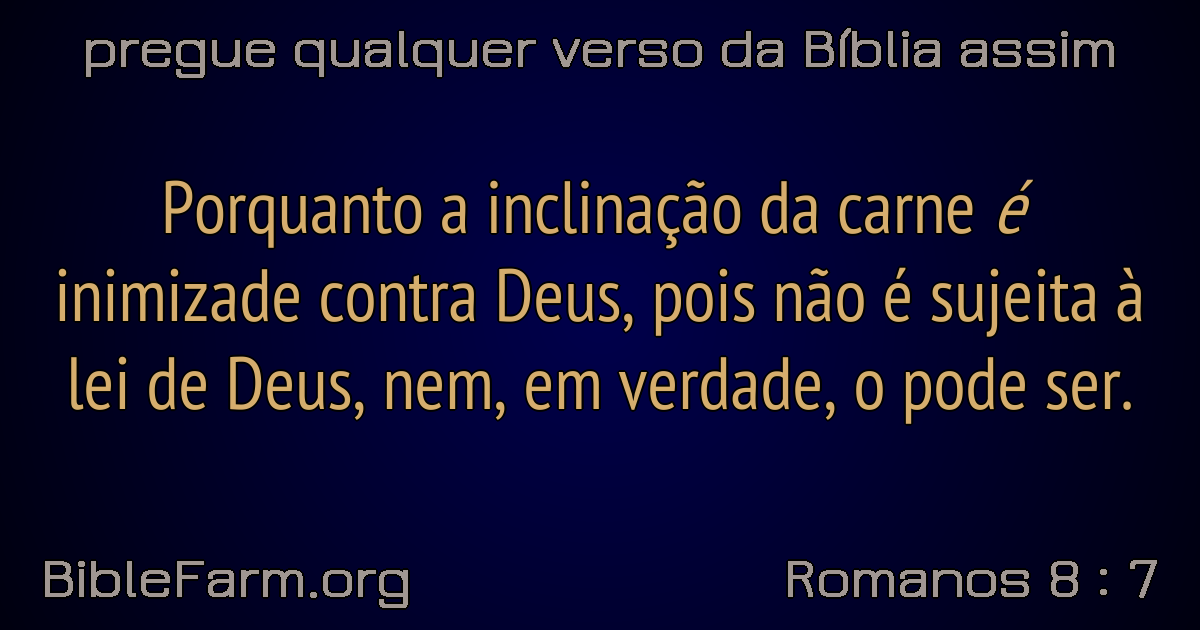 pregue qualquer verso da Bíblia assim
Porquanto a inclinação da carne é
inimizade contra Deus, pois não é sujeita à
lei de Deus, nem, em verdade, o pode ser.
BibleFarm.org
Romanos 8 : 7